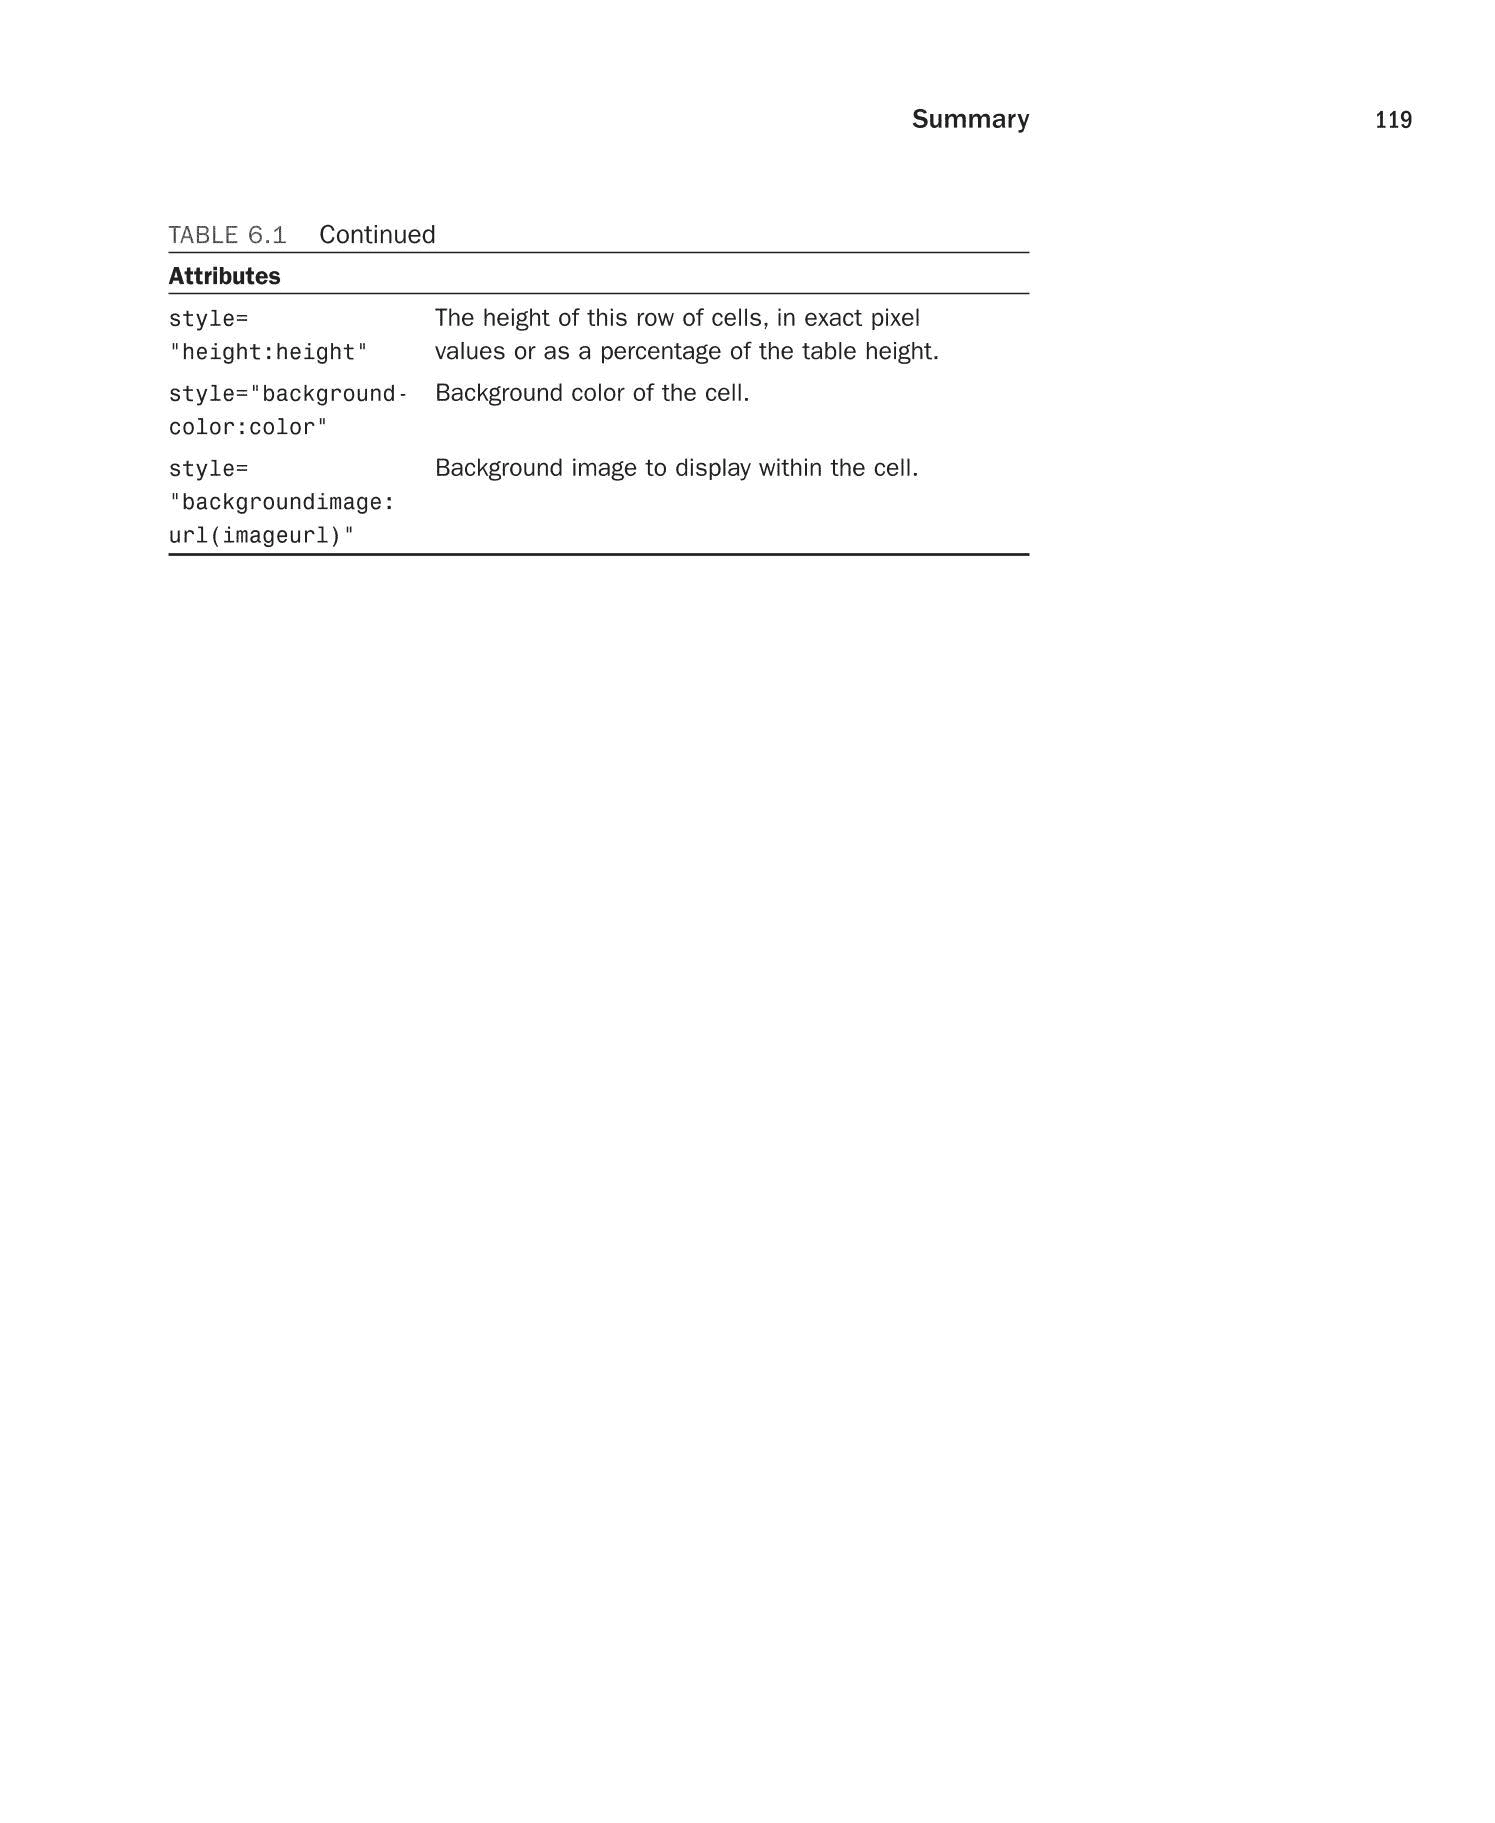 Summary 119
TABLE 6.1 Continued
Attributes
style= The height of this row of cells, in exact pixel
"height:height" values or as a percentage of the table height.
style="background- Background color of the cell.
color:color"
style= Background image to display within the cell.
"backgroundimage:
url(imageurl)"